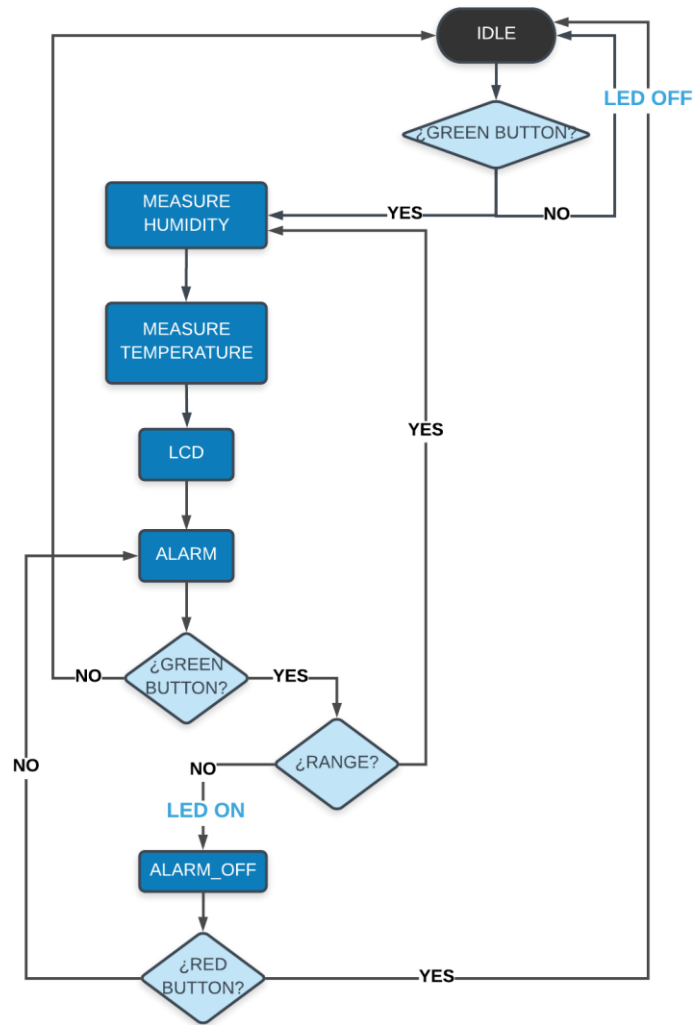 IDLE
LED OFF
¿GREEN BUTTON?
MEASURE
HUMIDITY
YES
NO
MEASURE
TEMPERATURE
YES
LCD
ALARM
¿GREEN
BUTTON?
NO
YES
¿RANGE?
NO
NO
LED ON
ALARM_OFF
¿RED
BUTTON?
YES